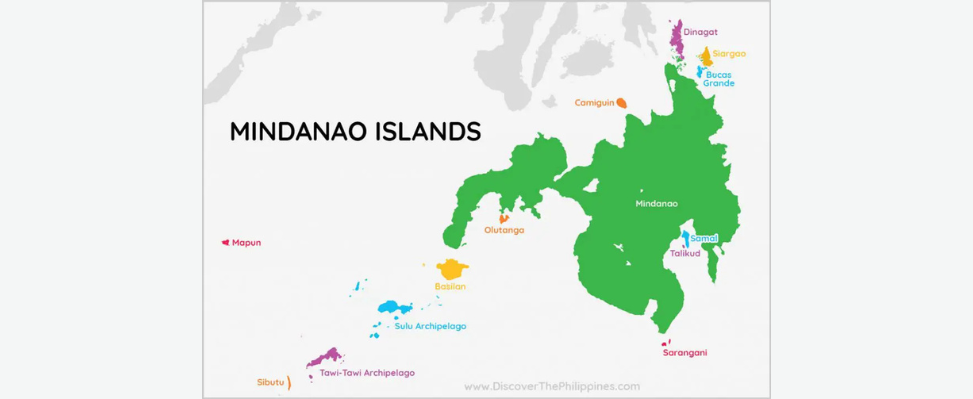 Dinagat
Siargao
Bucas
Grande
Camiguin
MINDANAO ISLANDS
Mindanao
Olutanga
Samal
Mapun
Talikud
Basilan
Sulu Archipelago
Sarangani
Tawi-Tawi Archipelago
Sibutu
www.DiscoverThePhilippines.com